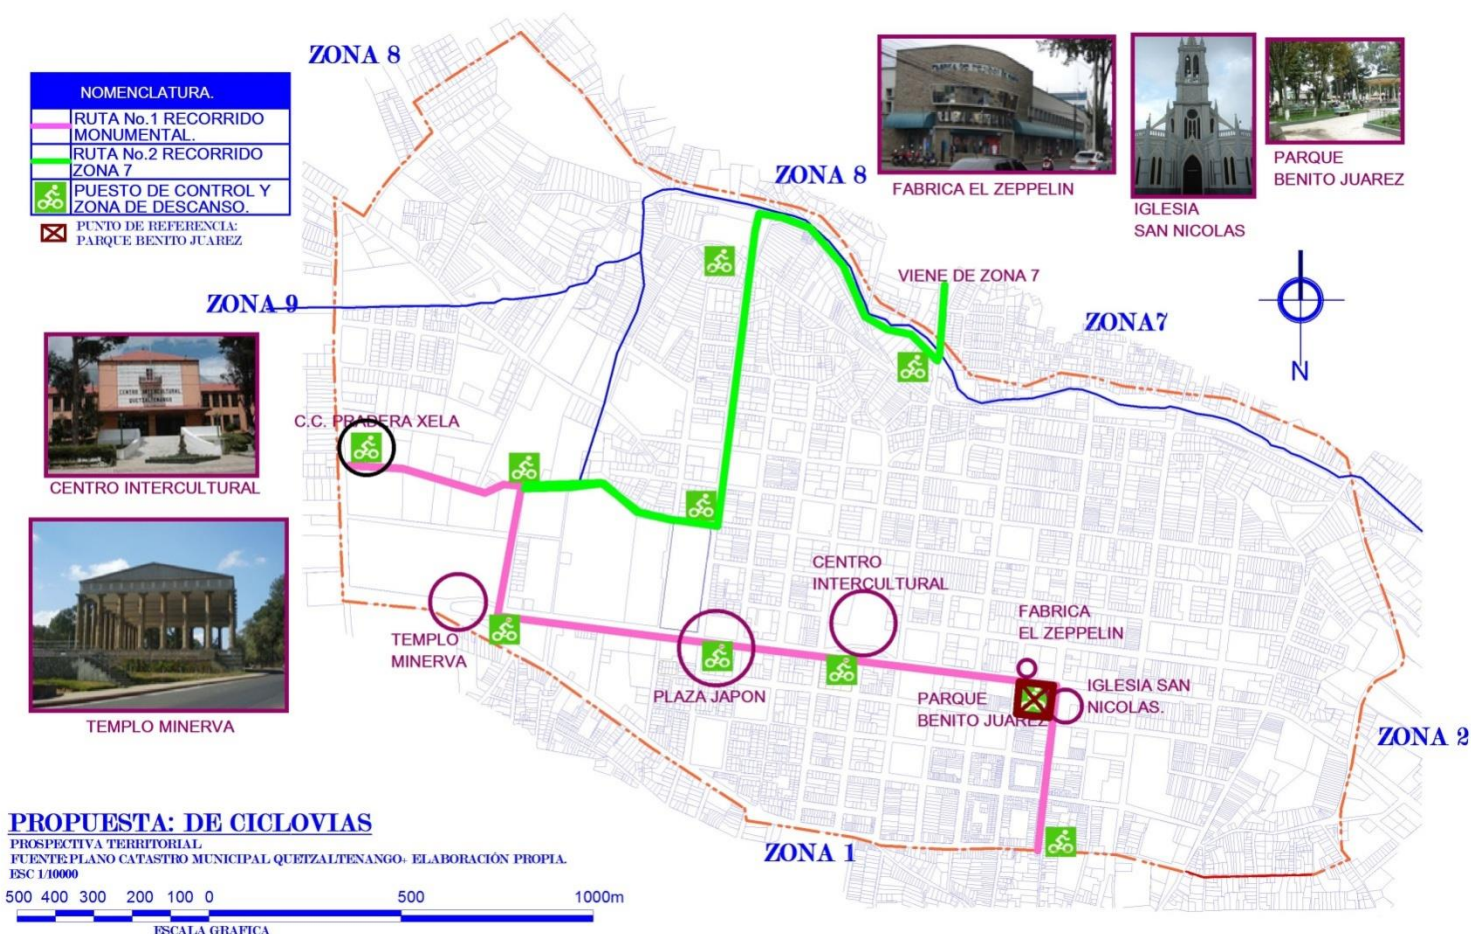 ZONA 8
NOMENCLATURA.
RUTA No.1 RECORRIDO
MONUMENTAL.
RUTA No.2 RECORRIDO
ZONA 7
PUESTO DE CONTROL Y
ZONA DE DESCANSO.
PUNTO DE REFERENCIA:
PARQUE BENITO JUAREZ
FABRICA EL ZEPPELIN
IGLESIA
SAN NICOLAS
PARQUE
BENITO JUAREZ
ZONA 8
VIENE DE ZONA 7
ZONA 9
ZONA7
N
CENTRO INTERCULTURAL
QUETZALTENANGO
CENTRO INTERCULTURAL
C.C. PRADERA XELA
CENTRO
INTERCULTURAL
FABRICA
EL ZEPPELIN
TEMPLO
MINERVA
PLAZA JAPON
PARQUE
BENITO JUAREZ
IGLESIA SAN
NICOLAS.
TEMPLO MINERVA
ZONA 2
ZONA 1
PROPUESTA: DE CICLOVIAS
PROSPECTIVA TERRITORIAL
FUENTE:PLANO CATASTRO MUNICIPAL QUETZALTENANGO+ ELABORACIÓN PROPIA.
ESC 1/10000
500 400 300 200 100 0 500 1000m
ESCALA GRAFICA